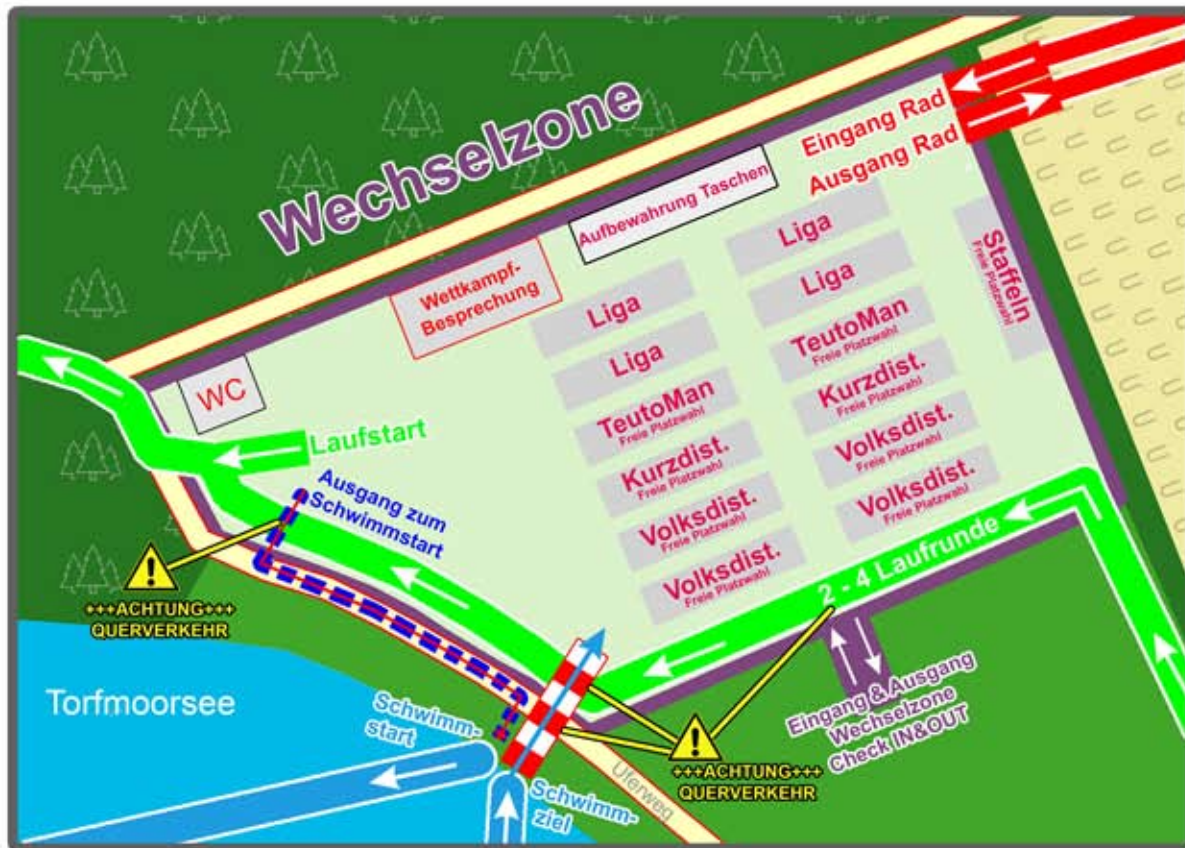 Wechselzone
Eingang Rad
Ausgang Rad
Aufbewahrung Taschen
Wettkampf-
Besprechung
WC
Laufstart
Ausgang zum
Schwimmstart
Liga
Liga
TeutoMan
Freie Platzwahl
Kurzdist.
Freie Platzwahl
Volksdist.
Freie Platzwahl
Volksdist.
Freie Platzwahl
Liga
Liga
TeutoMan
Freie Platzwahl
Kurzdist.
Freie Platzwahl
Volksdist.
Freie Platzwahl
Volksdist.
Freie Platzwahl
Staffeln
Freie Platzwahl
2 - 4 Laufrunde
!
+++ACHTUNG+++
QUERVERKEHR
Torfmoorsee
Schwimm-
start
Schwimm-
ziel
Uferweg
!
+++ACHTUNG+++
QUERVERKEHR
Eingang & Ausgang
Wechselzone
Check IN&OUT